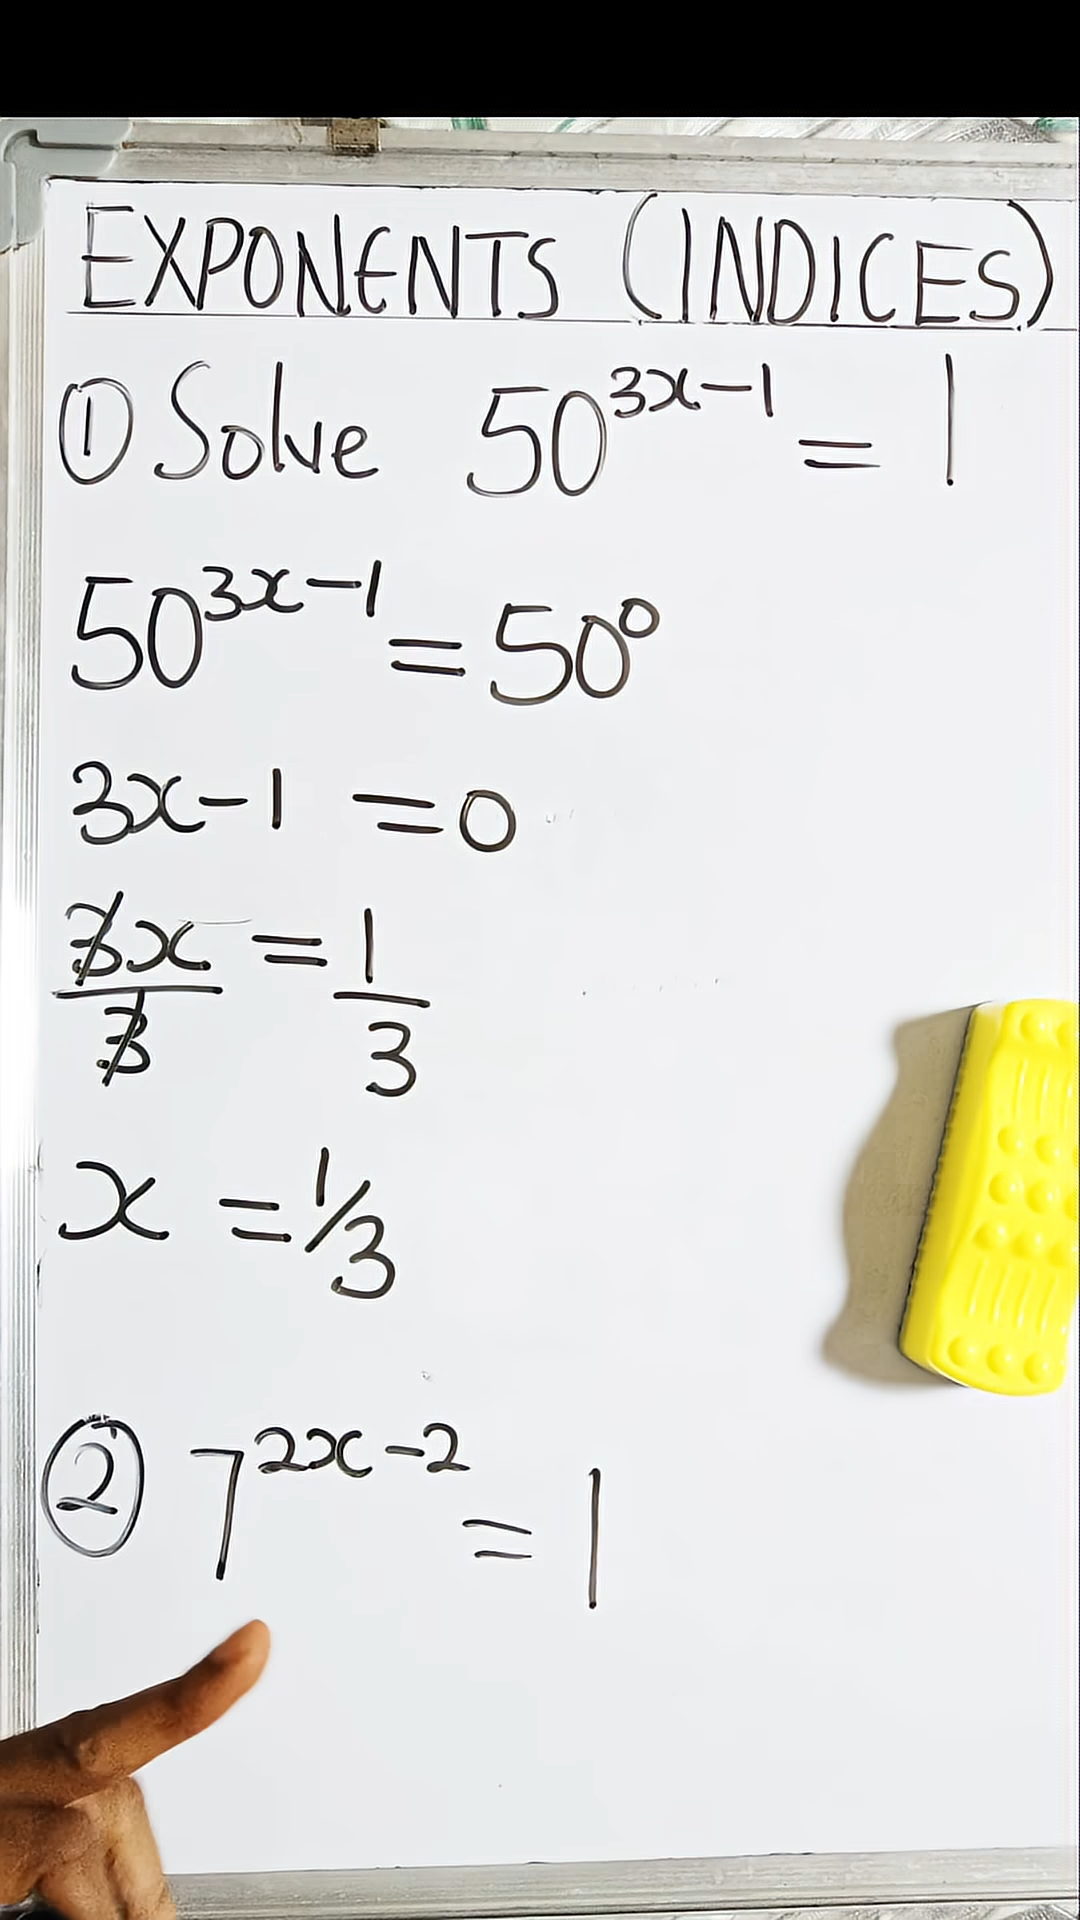 EXPONENTS (INDICES)
① Solve 50^{3x-1} = 1
50^{3x-1} = 50^0
3x-1 = 0
3x/3 = 1/3
x = 1/3
② 7^{2x-2} = 1